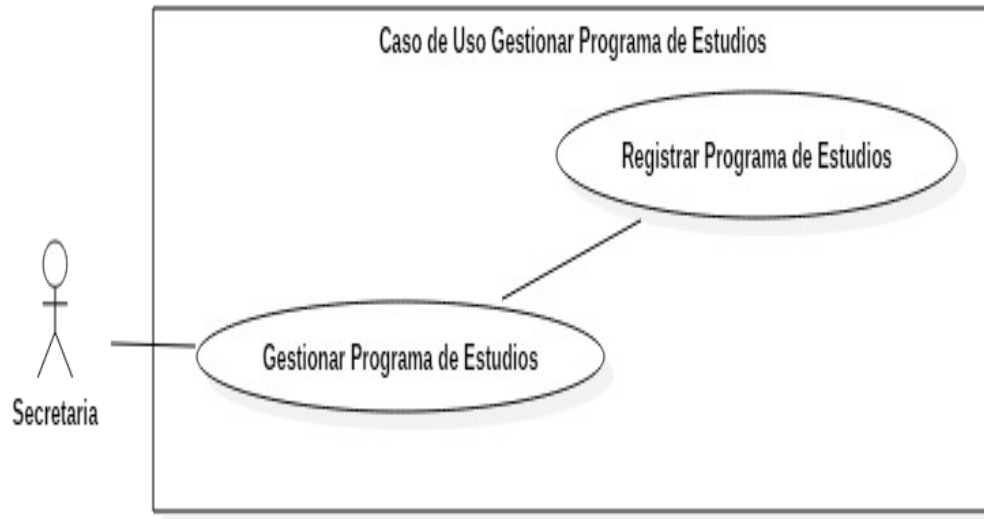 Caso de Uso Gestionar Programa de Estudios
Registrar Programa de Estudios
Gestionar Programa de Estudios
Secretaria